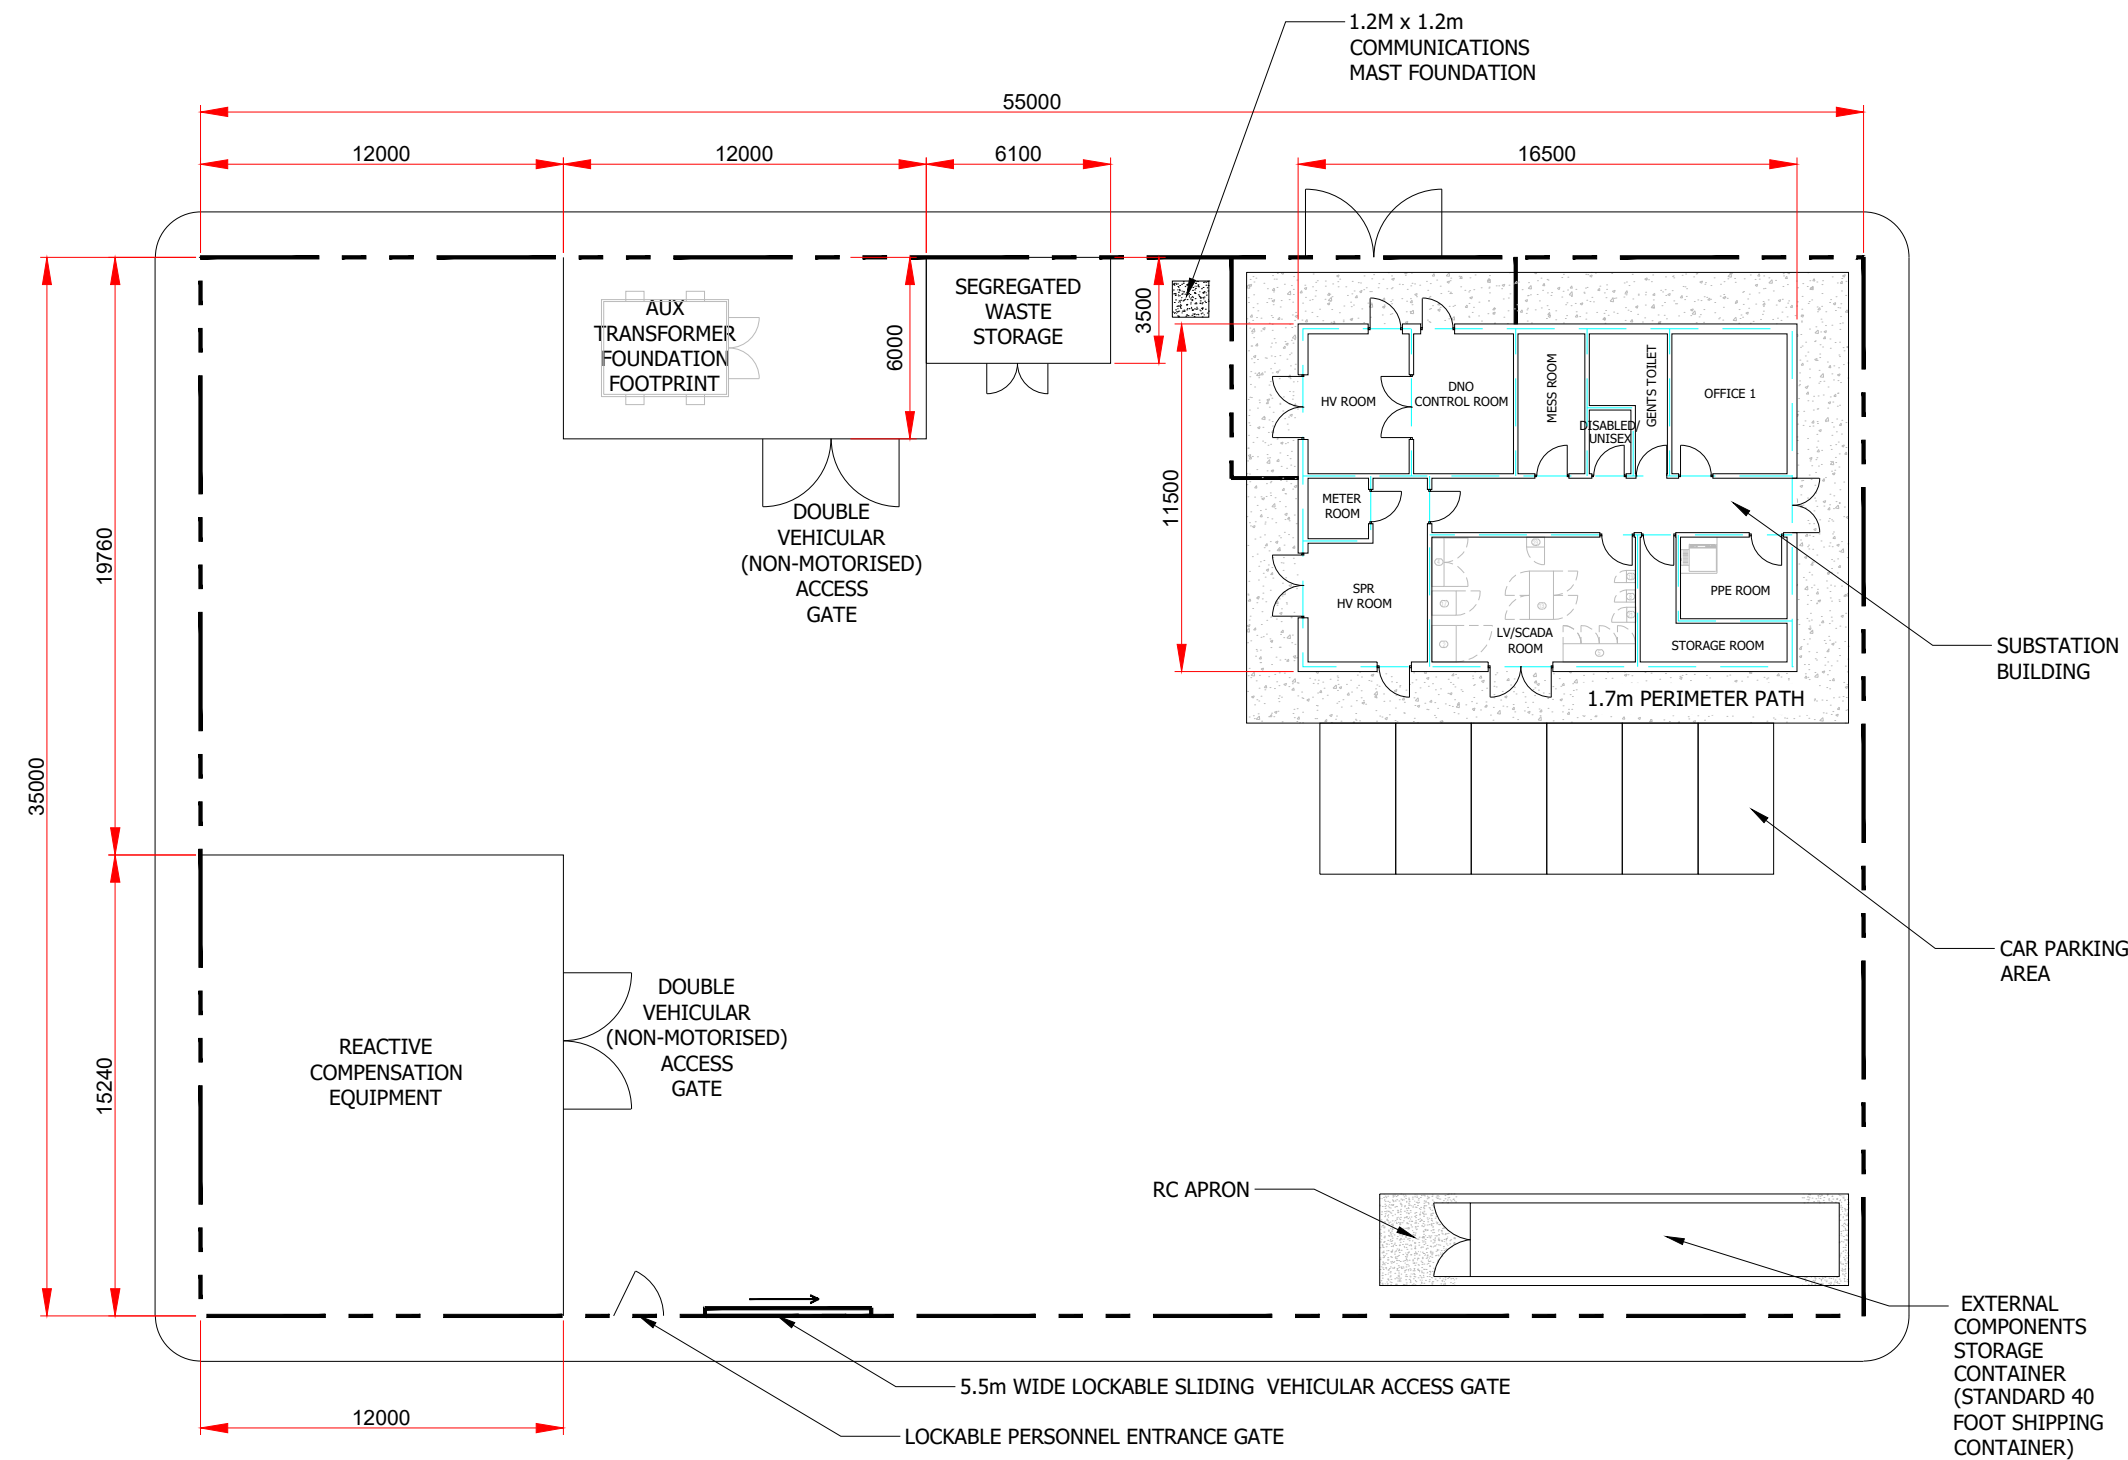 1.2M x 1.2m
COMMUNICATIONS
MAST FOUNDATION
55000
12000
12000
6100
16500
AUX
TRANSFORMER
FOUNDATION
FOOTPRINT
6000
SEGREGATED
WASTE
STORAGE
3500
HV ROOM
DNO
CONTROL ROOM
MESS ROOM
DISABLED/
UNISEX
GENTS TOILET
OFFICE 1
11500
METER
ROOM
SPR
HV ROOM
LV/SCADA
ROOM
PPE ROOM
STORAGE ROOM
1.7m PERIMETER PATH
SUBSTATION
BUILDING
DOUBLE
VEHICULAR
(NON-MOTORISED)
ACCESS
GATE
19760
35000
15240
CAR PARKING
AREA
DOUBLE
VEHICULAR
(NON-MOTORISED)
ACCESS
GATE
REACTIVE
COMPENSATION
EQUIPMENT
RC APRON
EXTERNAL
COMPONENTS
STORAGE
CONTAINER
(STANDARD 40
FOOT SHIPPING
CONTAINER)
5.5m WIDE LOCKABLE SLIDING VEHICULAR ACCESS GATE
12000
LOCKABLE PERSONNEL ENTRANCE GATE